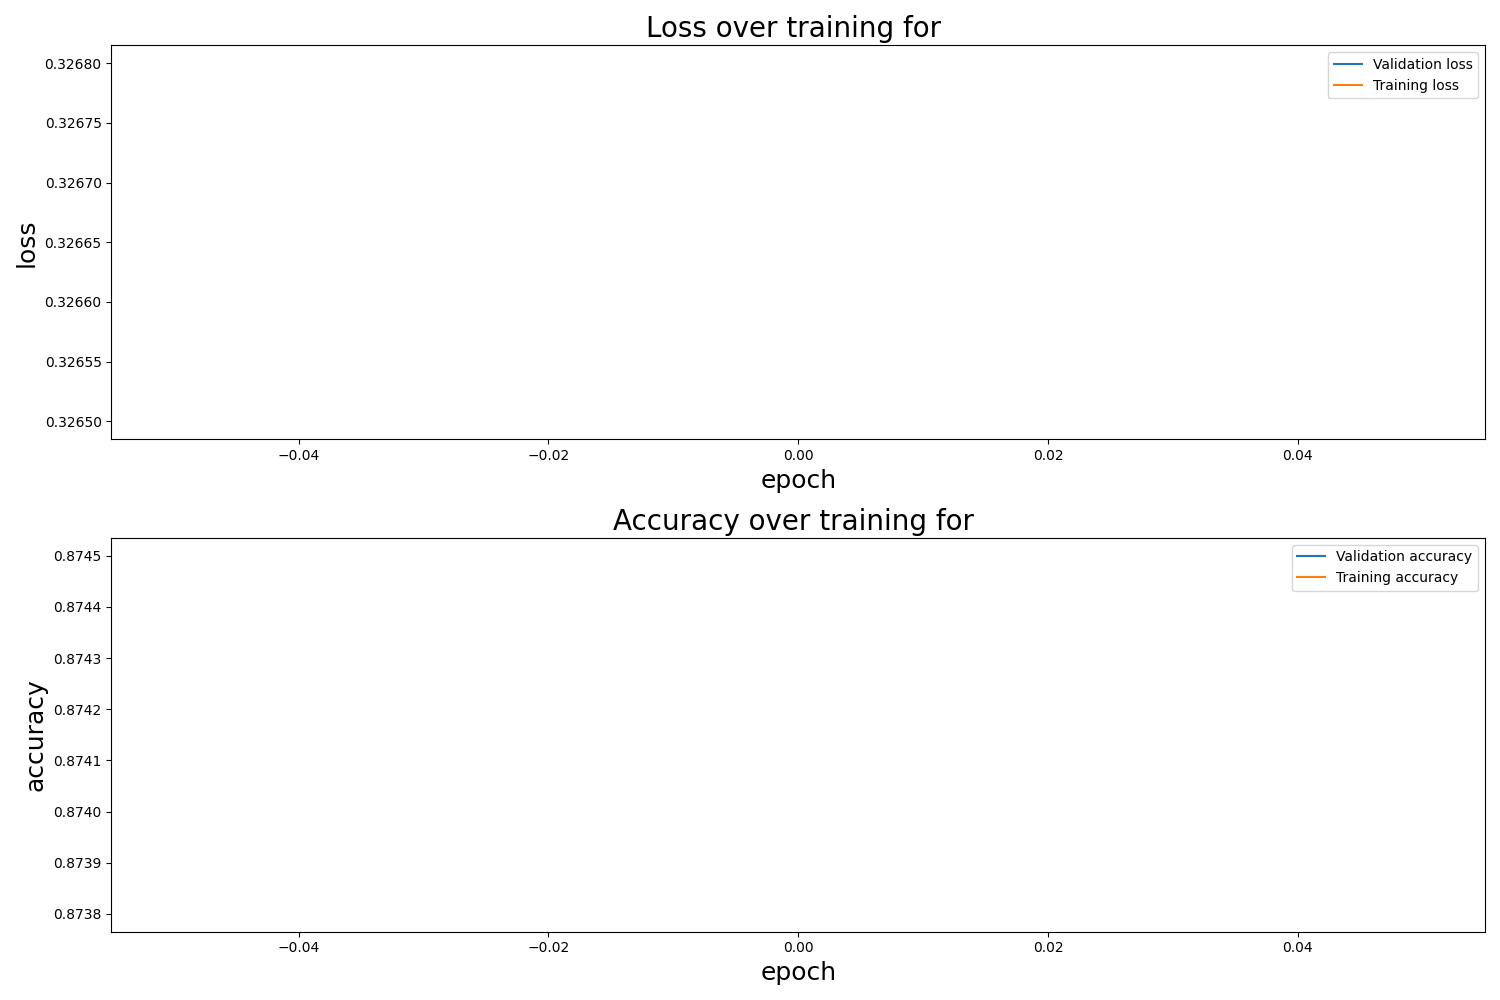 Loss over training for
0.32680
0.32675
0.32670
0.32665
0.32660
0.32655
0.32650
loss
Validation loss
Training loss
−0.04 −0.02 0.00 0.02 0.04
epoch
Accuracy over training for
0.8745
0.8744
0.8743
0.8742
0.8741
0.8740
0.8739
0.8738
accuracy
Validation accuracy
Training accuracy
−0.04 −0.02 0.00 0.02 0.04
epoch